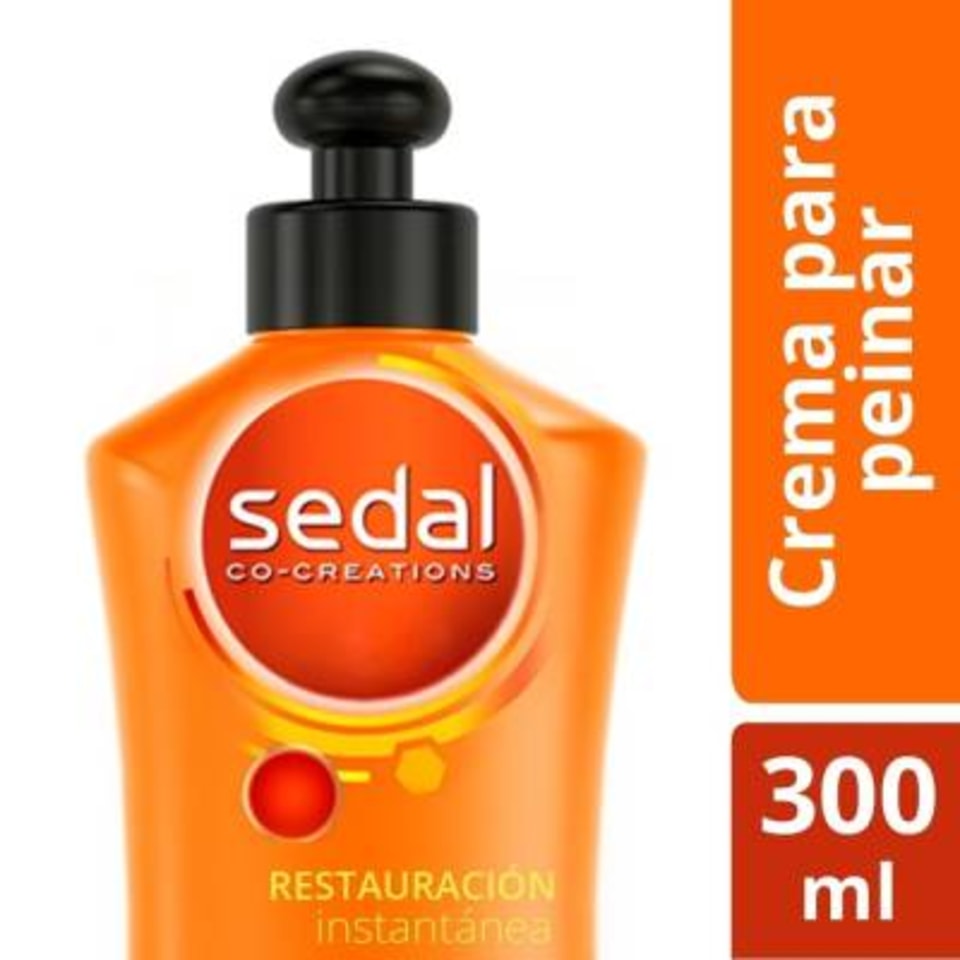 sedal
CO-CREATIONS
RESTAURACIÓN
instantánea
Crema para
peinar
300
ml